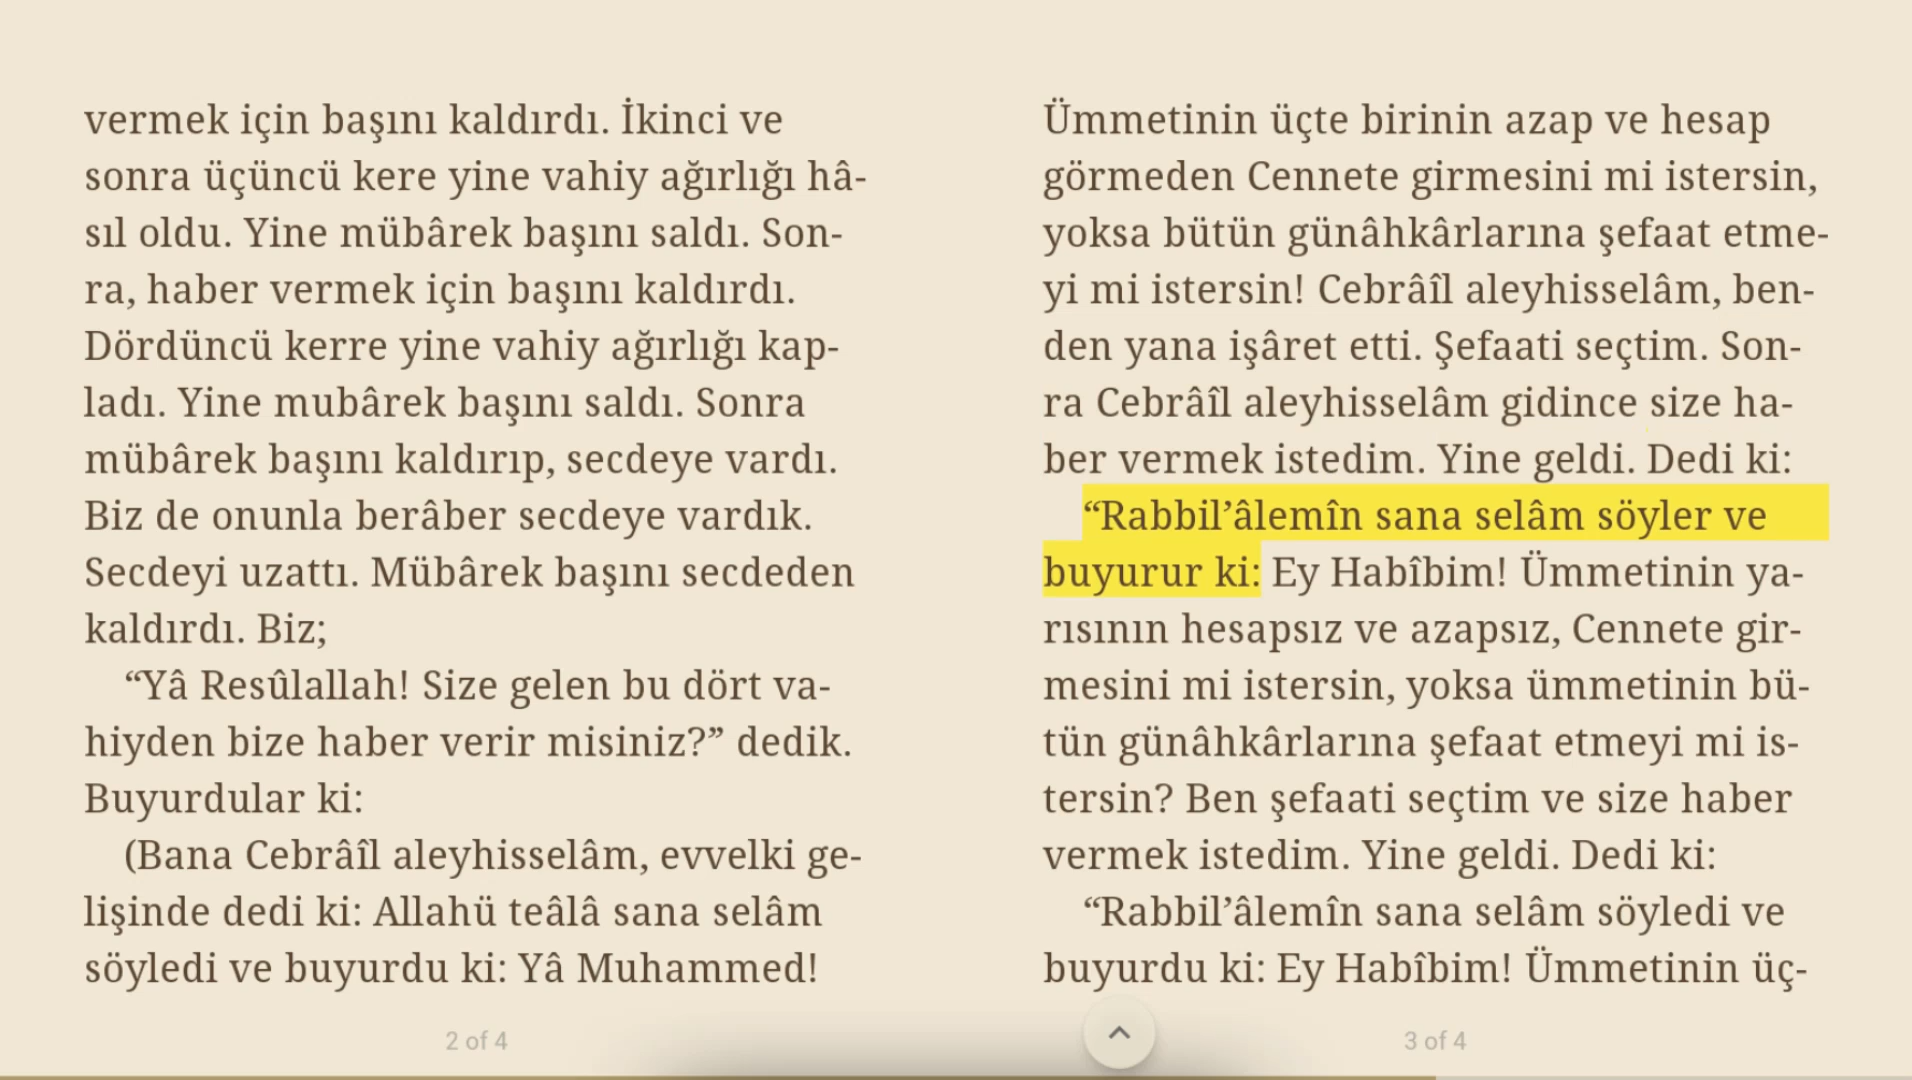 vermek için başını kaldırdı. İkinci ve
sonra üçüncü kere yine vahiy ağırlığı hâ-
sıl oldu. Yine mübârek başını saldı. Son-
ra, haber vermek için başını kaldırdı.
Dördüncü kerre yine vahiy ağırlığı kap-
ladı. Yine mubârek başını saldı. Sonra
mübârek başını kaldırıp, secdeye vardı.
Biz de onunla berâber secdeye vardık.
Secdeyi uzattı. Mübârek başını secdeden
kaldırdı. Biz;
“Yâ Resûlallah! Size gelen bu dört va-
hiyden bize haber verir misiniz?” dedik.
Buyurdular ki:
(Bana Cebrâîl aleyhisselâm, evvelki ge-
lişinde dedi ki: Allahü teâlâ sana selâm
söyledi ve buyurdu ki: Yâ Muhammed!
2 of 4
Ümmetinin üçte birinin azap ve hesap
görmeden Cennete girmesini mi istersin,
yoksa bütün günâhkârlarına şefaat etme-
yi mi istersin! Cebrâîl aleyhisselâm, ben-
den yana işâret etti. Şefaati seçtim. Son-
ra Cebrâîl aleyhisselâm gidince size ha-
ber vermek istedim. Yine geldi. Dedi ki:
“Rabbil’âlemîn sana selâm söyler ve
buyurur ki: Ey Habîbim! Ümmetinin ya-
rısının hesapsız ve azapsız, Cennete gir-
mesini mi istersin, yoksa ümmetinin bü-
tün günâhkârlarına şefaat etmeyi mi is-
tersin? Ben şefaati seçtim ve size haber
vermek istedim. Yine geldi. Dedi ki:
“Rabbil’âlemîn sana selâm söyledi ve
buyurdu ki: Ey Habîbim! Ümmetinin üç-
3 of 4